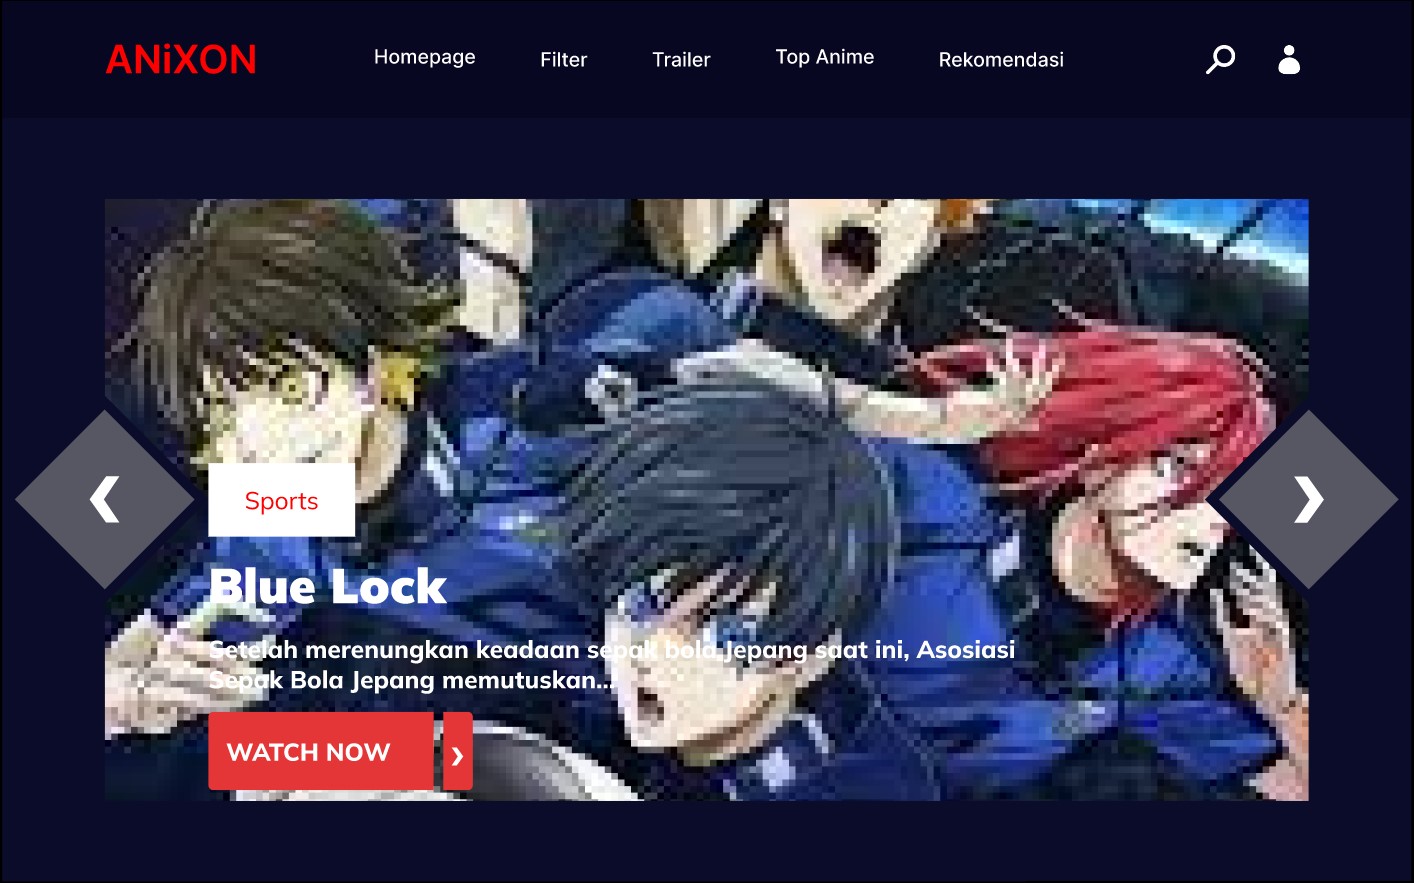 ANiXON
Homepage
Filter
Trailer
Top Anime
Rekomendasi
Sports
Blue Lock
Setelah merenungkan keadaan sepak bola Jepang saat ini, Asosiasi
Sepak Bola Jepang memutuskan...
WATCH NOW